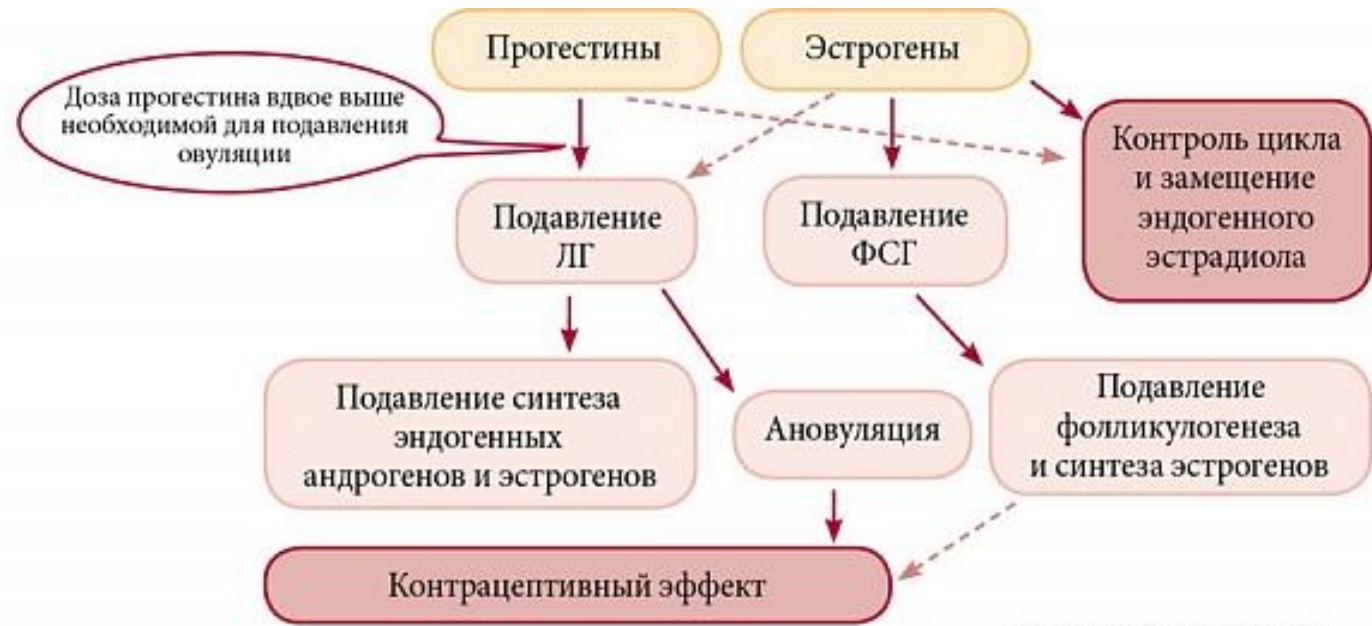 Прогестины
Эстрогены
Доза прогестина вдвое выше
необходимой для подавления
овуляции
Контроль цикла
и замещение
эндогенного
эстрадиола
Подавление
ЛГ
Подавление
ФСГ
Подавление синтеза
эндогенных
андрогенов и эстрогенов
Ановуляция
Подавление
фолликулогенеза
и синтеза эстрогенов
Контрацептивный эффект